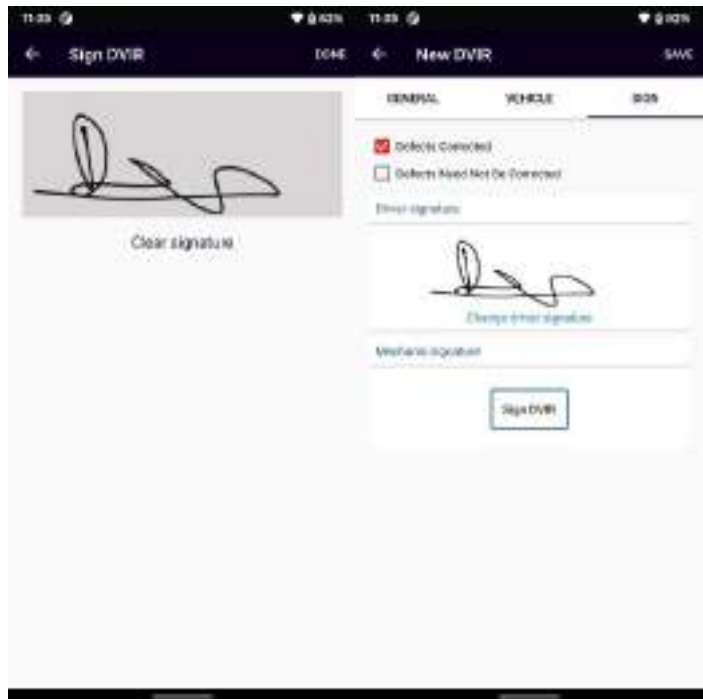 Sign DVIR
DONE
Clear signature
New DVIR
SAVE
GENERAL VEHICLE SIGN
Defects Corrected
Defects Need Not Be Corrected
Driver signature
Change driver signature
Mechanic signature
Sign DVIR